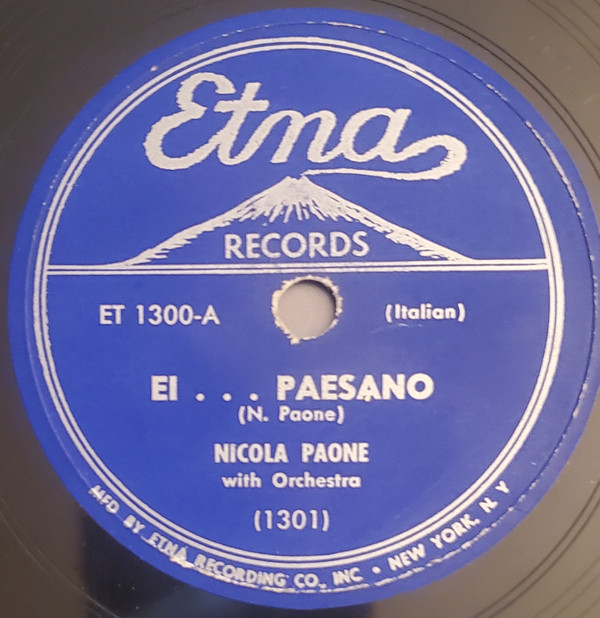 Etna
RECORDS
ET 1300-A
(Italian)
EI . . . PAESANO
(N. Paone)
NICOLA PAONE
with Orchestra
(1301)
MFD BY ETNA RECORDING CO., INC • NEW YORK, N. Y